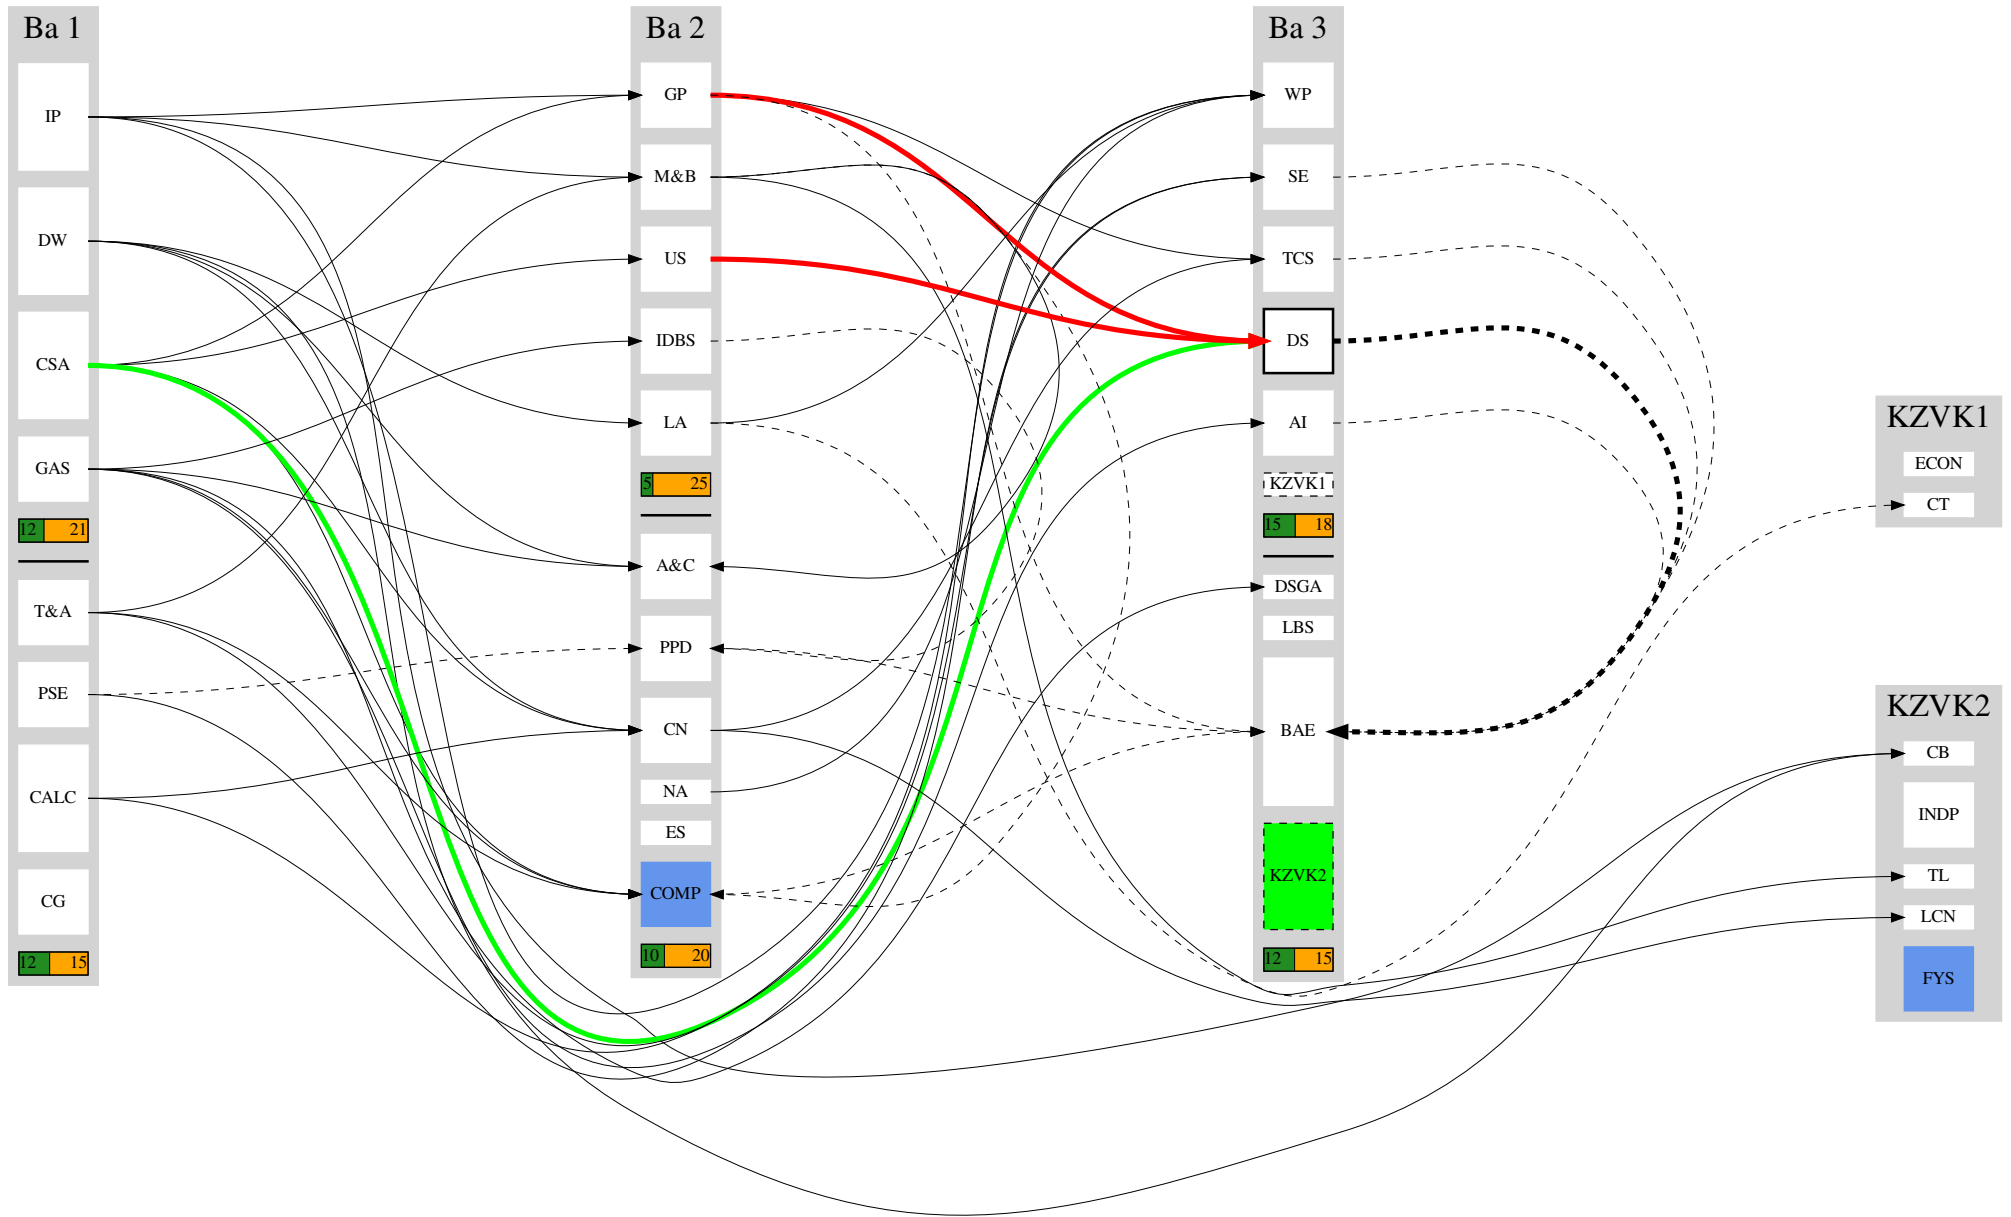 Ba 1
IP
DW
CSA
GAS
12 21
T&A
PSE
CALC
CG
12 15
Ba 2
GP
M&B
US
IDBS
LA
5 25
A&C
PPD
CN
NA
ES
COMP
10 20
Ba 3
WP
SE
TCS
DS
AI
KZVK1
15 18
DSGA
LBS
BAE
KZVK2
12 15
KZVK1
ECON
CT
KZVK2
CB
INDP
TL
LCN
FYS